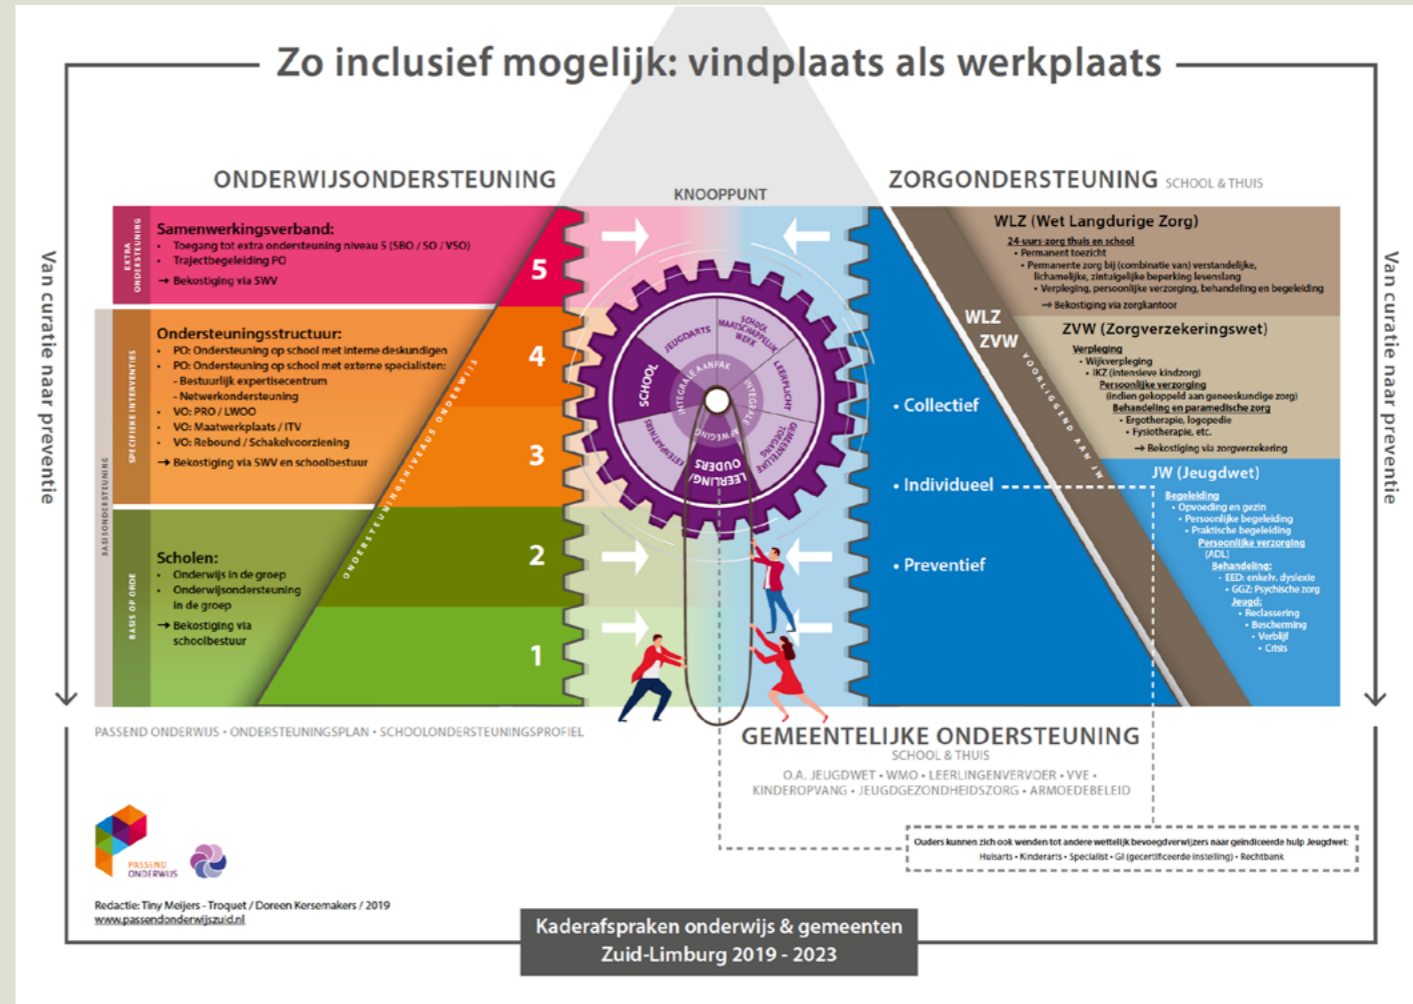 Zo inclusief mogelijk: vindplaats als werkplaats
Van curatie naar preventie
ONDERWIJSONDERSTEUNING
EXTRA
ONDERSTEUNING
Samenwerkingsverband:
• Toegang tot extra ondersteuning niveau 5 (SBO / SO / VSO)
• Trajectbegeleiding PO
→ Bekostiging via SWV
BASISONDERSTEUNING
SPECIFIEKE INTERVENTIES
Ondersteuningsstructuur:
• PO: Ondersteuning op school met interne deskundigen
• PO: Ondersteuning op school met externe specialisten:
- Bestuurlijk expertisecentrum
- Netwerkondersteuning
• VO: PRO / LWOO
• VO: Maatwerkplaats / ITV
• VO: Rebound / Schakelvoorziening
→ Bekostiging via SWV en schoolbestuur
BASIS OP ORDE
Scholen:
• Onderwijs in de groep
• Onderwijsondersteuning
in de groep
→ Bekostiging via
schoolbestuur
ONDERSTEUNINGSNIVEAUS ONDERWIJS
5
4
3
2
1
PASSEND ONDERWIJS • ONDERSTEUNINGSPLAN • SCHOOLONDERSTEUNINGSPROFIEL
KNOOPPUNT
SCHOOL
JEUGDARTS
SCHOOL
MAATSCHAPPELIJK
WERK
LEERPLICHT
GEMEENTELIJKE
TOEGANG
LEERLING/
OUDERS
KETENPARTNERS
INTEGRALE AANPAK
INTEGRALE AFWEGING
ZORGONDERSTEUNING SCHOOL & THUIS
• Collectief
• Individueel
• Preventief
WLZ
ZVW
VOORLIGGEND AAN JW
WLZ (Wet Langdurige Zorg)
24-uurs-zorg thuis en school
• Permanent toezicht
• Permanente zorg bij (combinatie van) verstandelijke,
lichamelijke, zintuigelijke beperking levenslang
• Verpleging, persoonlijke verzorging, behandeling en begeleiding
→ Bekostiging via zorgkantoor
ZVW (Zorgverzekeringswet)
Verpleging
• Wijkverpleging
• IKZ (intensieve kindzorg)
Persoonlijke verzorging
(indien gekoppeld aan geneeskundige zorg)
Behandeling en paramedische zorg
• Ergotherapie, logopedie
• Fysiotherapie, etc.
→ Bekostiging via zorgverzekering
JW (Jeugdwet)
Begeleiding
• Opvoeding en gezin
• Persoonlijke begeleiding
• Praktische begeleiding
Persoonlijke verzorging
(ADL)
Behandeling:
• EED: enkelv. dyslexie
• GGZ: Psychische zorg
Jeugd:
• Reclassering
• Bescherming
• Verblijf
• Crisis
Van curatie naar preventie
GEMEENTELIJKE ONDERSTEUNING
SCHOOL & THUIS
O.A. JEUGDWET • WMO • LEERLINGENVERVOER • VVE •
KINDEROPVANG • JEUGDGEZONDHEIDSZORG • ARMOEDEBELEID
Ouders kunnen zich ook wenden tot andere wettelijk bevoegd verwijzers naar geïndiceerde hulp Jeugdwet:
Huisarts • Kinderarts • Specialist • GI (gecertificeerde instelling) • Rechtbank
PASSEND
ONDERWIJS
Redactie: Tiny Meijers - Troquet / Doreen Kersemakers / 2019
www.passendonderwijszuid.nl
Kaderafspraken onderwijs & gemeenten
Zuid-Limburg 2019 - 2023